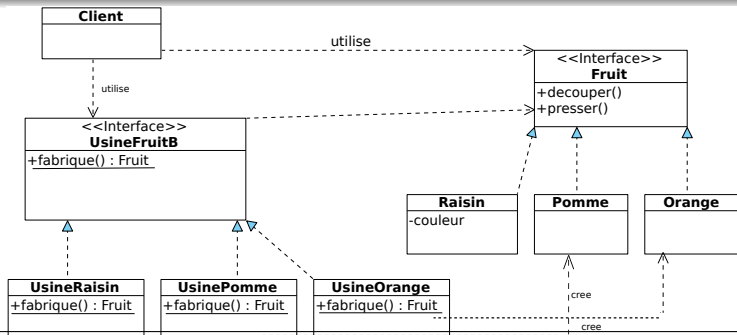 Client
utilise
utilise
<<Interface>>
Fruit
+decouper()
+presser()
<<Interface>>
UsineFruitB
+fabrique() : Fruit
Raisin
-couleur
Pomme
Orange
UsineRaisin
+fabrique() : Fruit
UsinePomme
+fabrique() : Fruit
UsineOrange
+fabrique() : Fruit
cree
cree